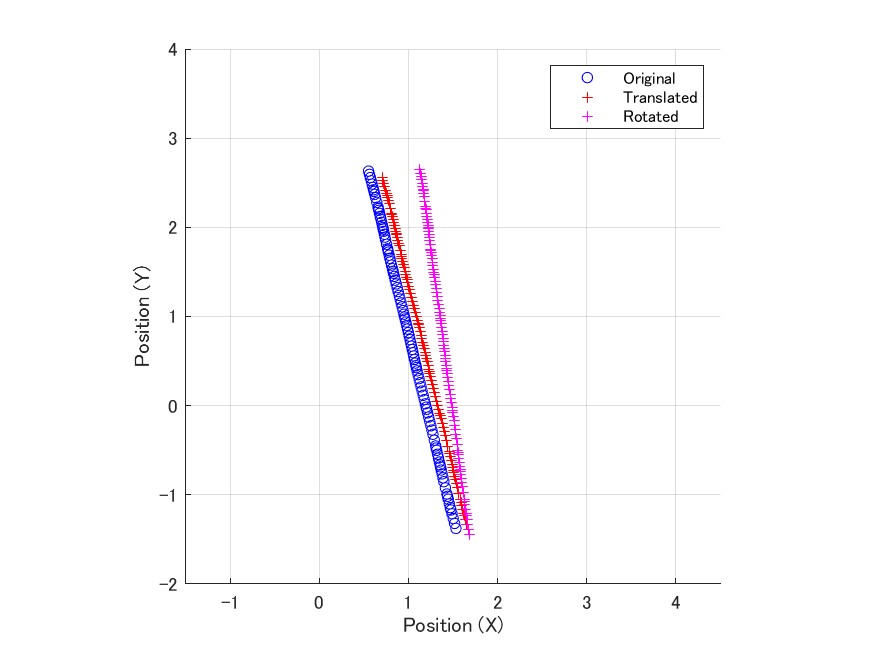 4
3
2
1
0
−1
−2
−1
0
1
2
3
4
Position (X)
Position (Y)
Original
Translated
Rotated